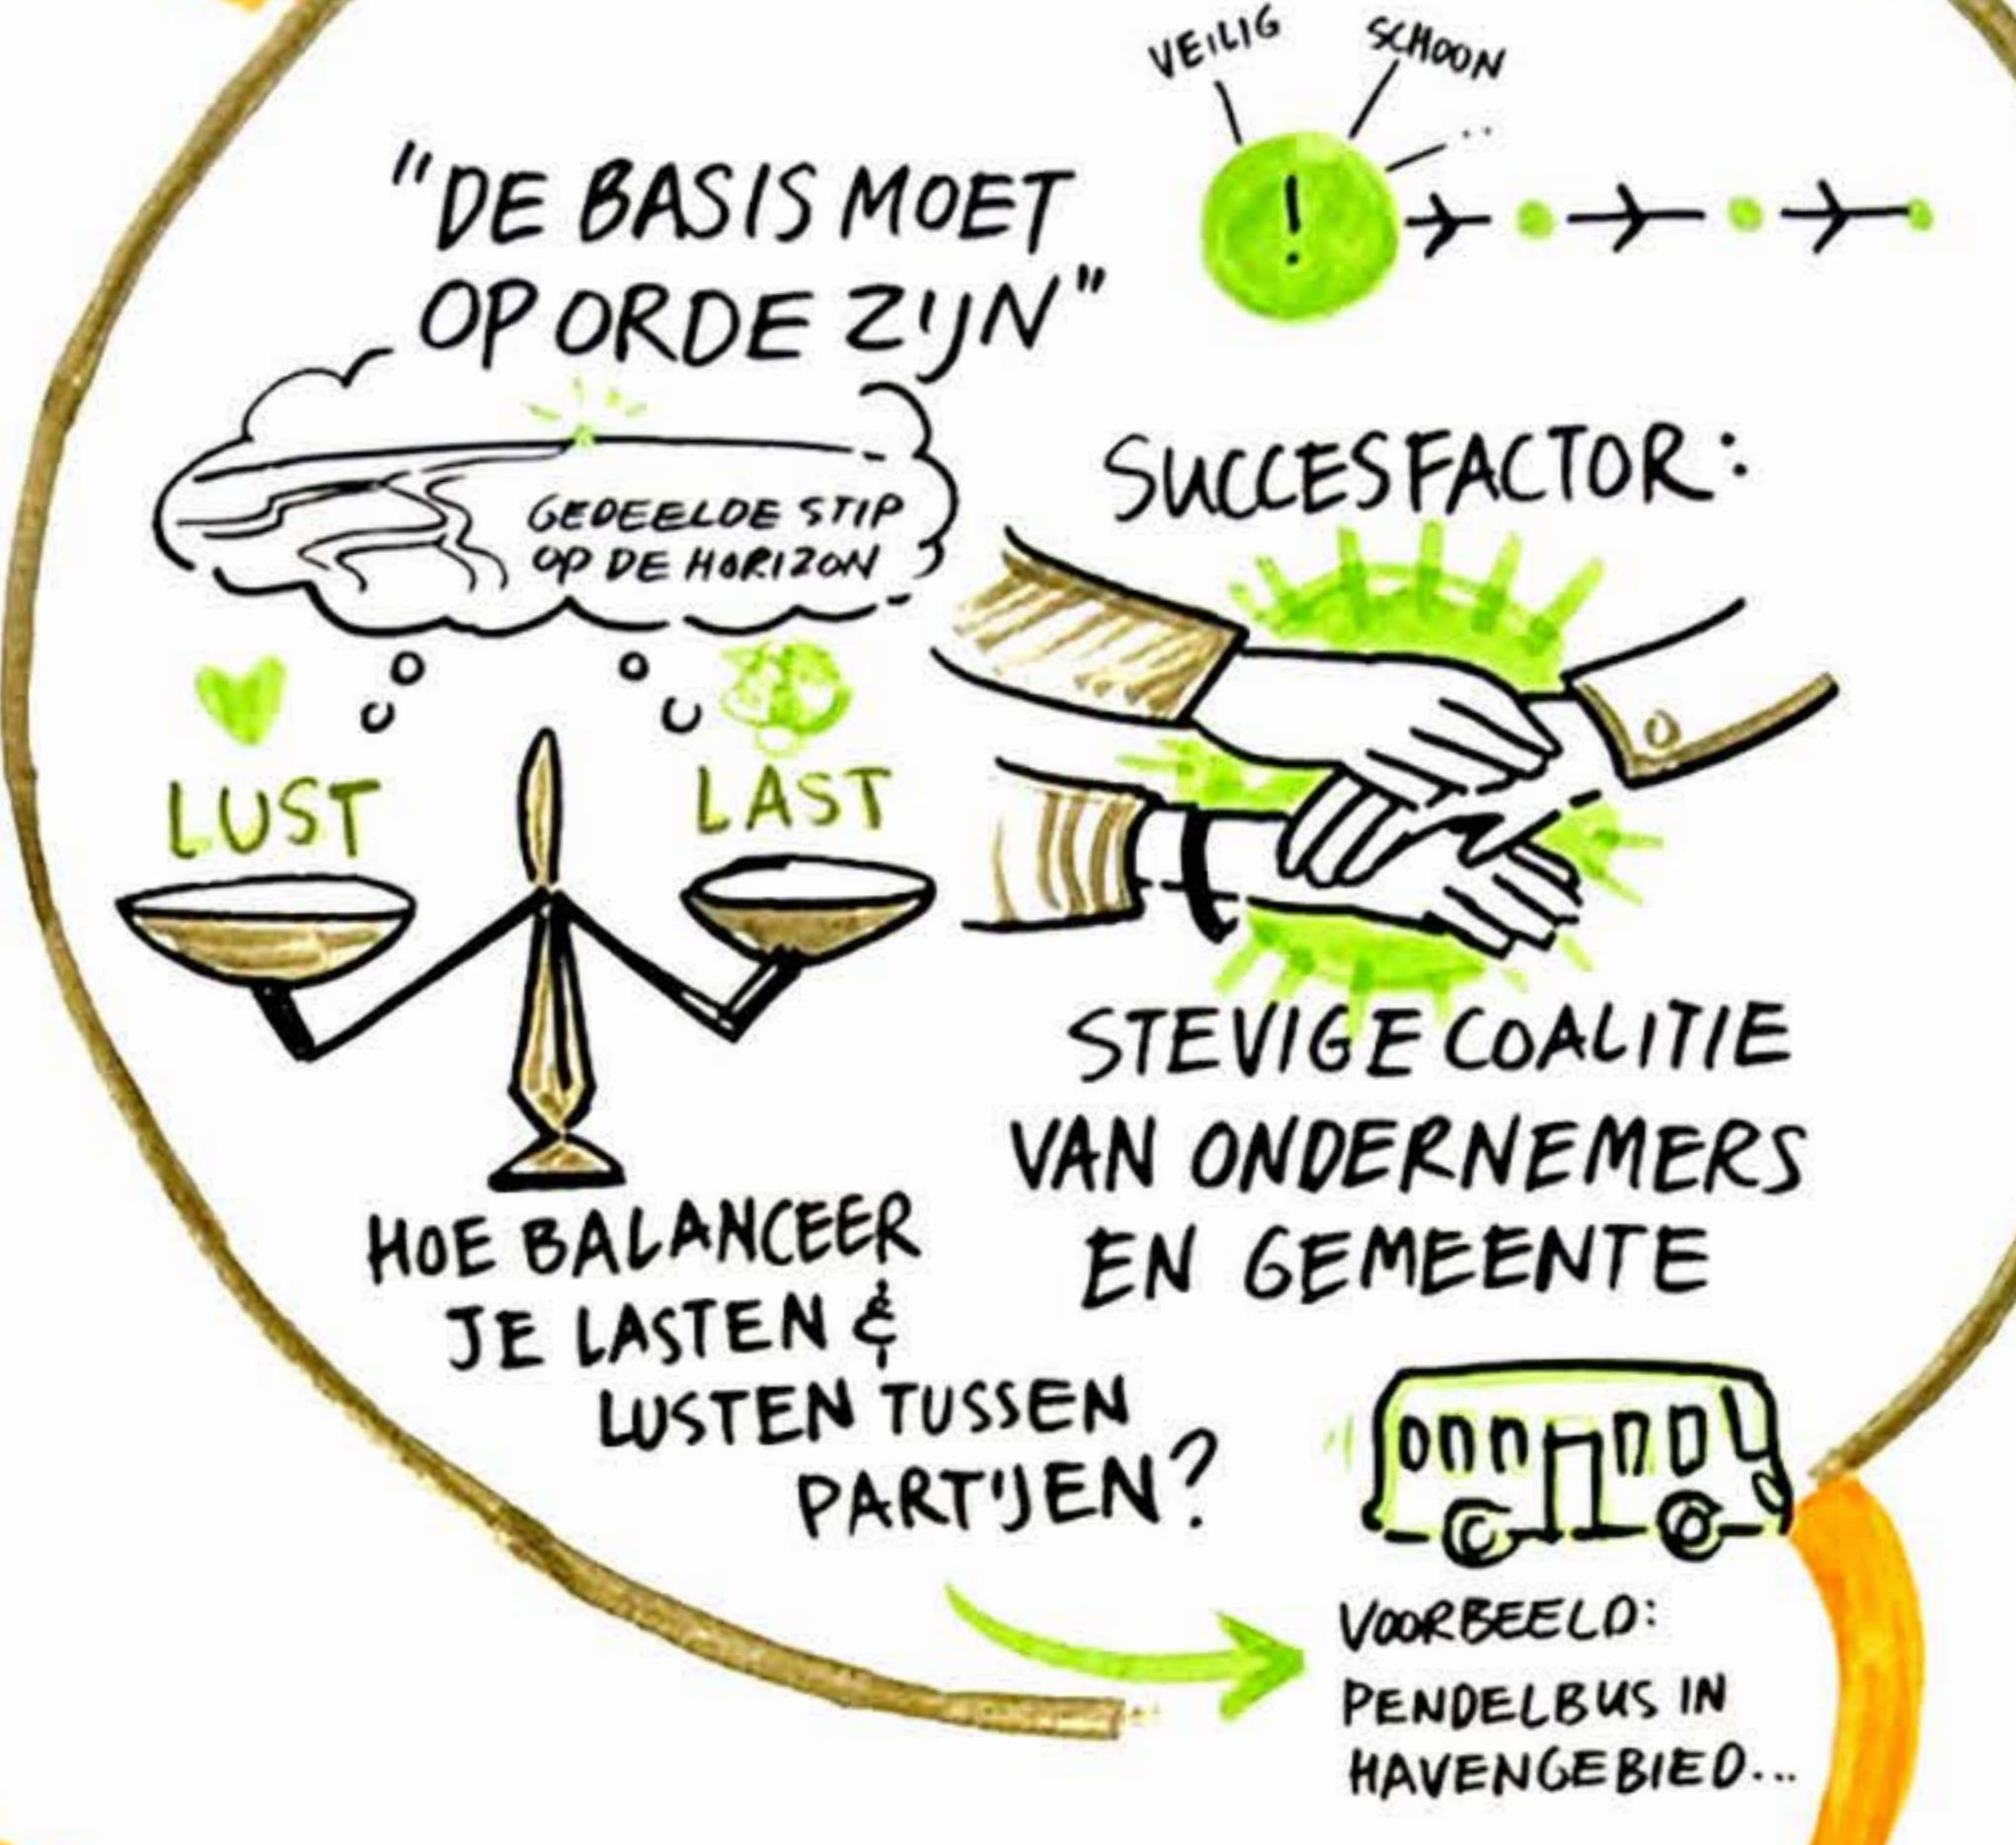 VEILIG
SCHOON
..
"DE BASIS MOET
OP ORDE ZIJN"
!
GEDEELDE STIP
OP DE HORIZON
SUCCESFACTOR:
LUST
LAST
STEVIGE COALITIE
VAN ONDERNEMERS
EN GEMEENTE
HOE BALANCEER
JE LASTEN &
LUSTEN TUSSEN
PARTIJEN?
VOORBEELD:
PENDELBUS IN
HAVENGEBIED...